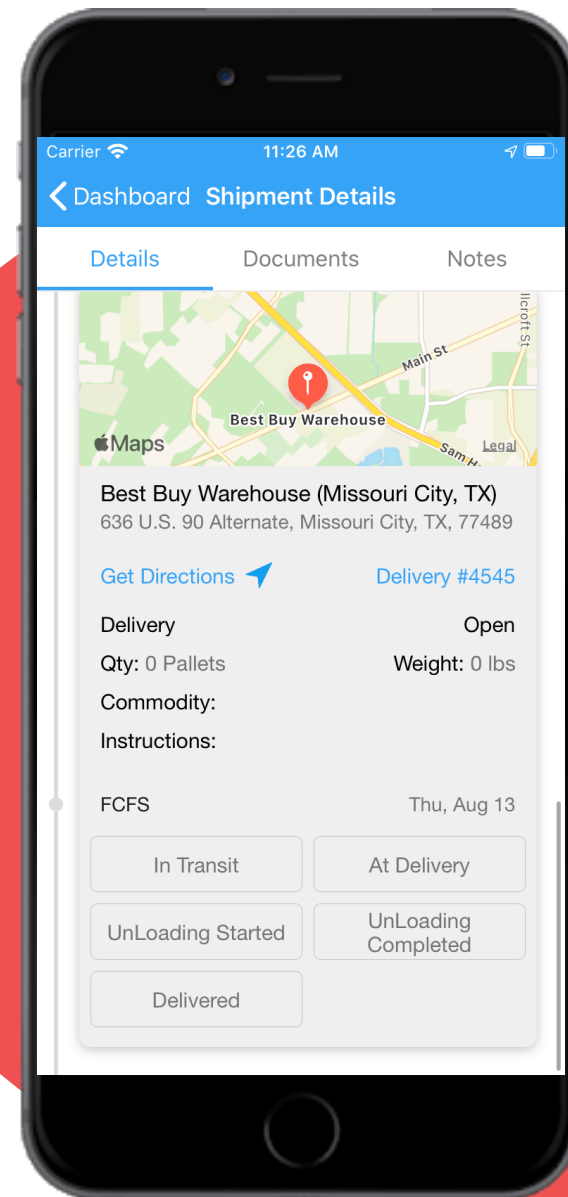 Carrier 11:26 AM
Dashboard Shipment Details
Details Documents Notes
llcroft St
Main St
Best Buy Warehouse
Maps
Sam H
Legal
Best Buy Warehouse (Missouri City, TX)
636 U.S. 90 Alternate, Missouri City, TX, 77489
Get Directions Delivery #4545
Delivery Open
Qty: 0 Pallets Weight: 0 lbs
Commodity:
Instructions:
FCFS Thu, Aug 13
In Transit At Delivery
UnLoading Started UnLoading
Completed
Delivered